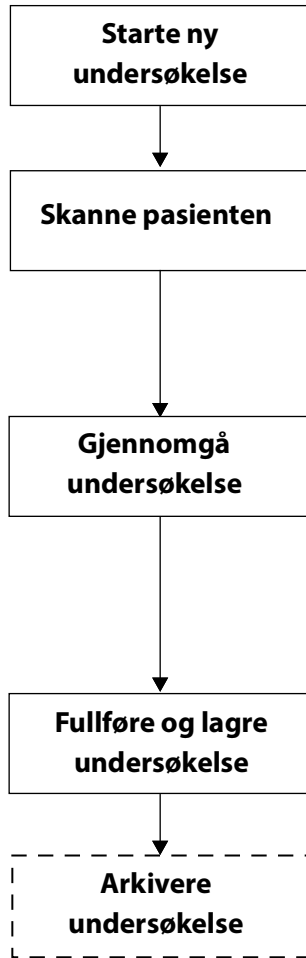 Starte ny
undersøkelse
Skanne pasienten
Gjennomgå
undersøkelse
Fullføre og lagre
undersøkelse
Arkivere
undersøkelse